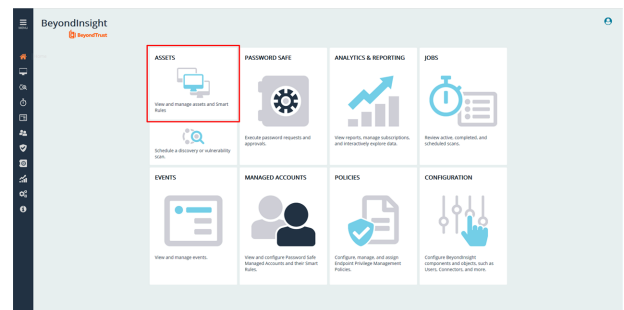 BeyondInsight
BeyondTrust
MENU
ASSETS
View and manage assets and Smart
Rules
Schedule a discovery or vulnerability
scan.
PASSWORD SAFE
Execute password requests and
approvals.
ANALYTICS & REPORTING
View reports, manage subscriptions,
and interactively explore data.
JOBS
Review active, completed, and
scheduled scans.
EVENTS
View and manage events.
MANAGED ACCOUNTS
View and configure Password Safe
Managed Accounts and their Smart
Rules.
POLICIES
Configure, manage, and assign
Endpoint Privilege Management
Policies.
CONFIGURATION
Configure BeyondInsight
components and objects, such as
Users, Connectors, and more.